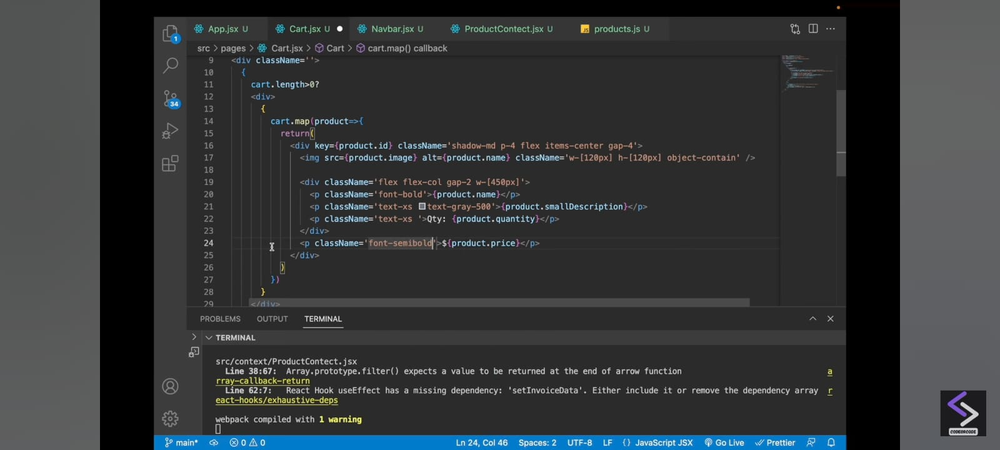 App.jsx U
Cart.jsx U
Navbar.jsx U
ProductContect.jsx U
JS products.js U
src > pages > Cart.jsx > Cart > cart.map() callback
9 <div className=''>
10 {
11 cart.length>0?
12 <div>
13 {
14 cart.map(product=>{
15 return(
16 <div key={product.id} className='shadow-md p-4 flex items-center gap-4'>
17 <img src={product.image} alt={product.name} className='w-[120px] h-[120px] object-contain' />
18
19 <div className='flex flex-col gap-2 w-[450px]'>
20 <p className='font-bold'>{product.name}</p>
21 <p className='text-xs text-gray-500'>{product.smallDescription}</p>
22 <p className='text-xs '>Qty: {product.quantity}</p>
23 </div>
24 <p className='font-semibold'>${product.price}</p>
25 </div>
26 )
27 })
28 }
29 </div>
1
34
PROBLEMS OUTPUT TERMINAL
TERMINAL
src/context/ProductContect.jsx
Line 38:67: Array.prototype.filter() expects a value to be returned at the end of arrow function a
rray-callback-return
Line 62:7: React Hook useEffect has a missing dependency: 'setInvoiceData'. Either include it or remove the dependency array r
eact-hooks/exhaustive-deps
webpack compiled with 1 warning
main* 0 0 Ln 24, Col 46 Spaces: 2 UTF-8 LF {} JavaScript JSX Go Live Prettier
CODEORCODE